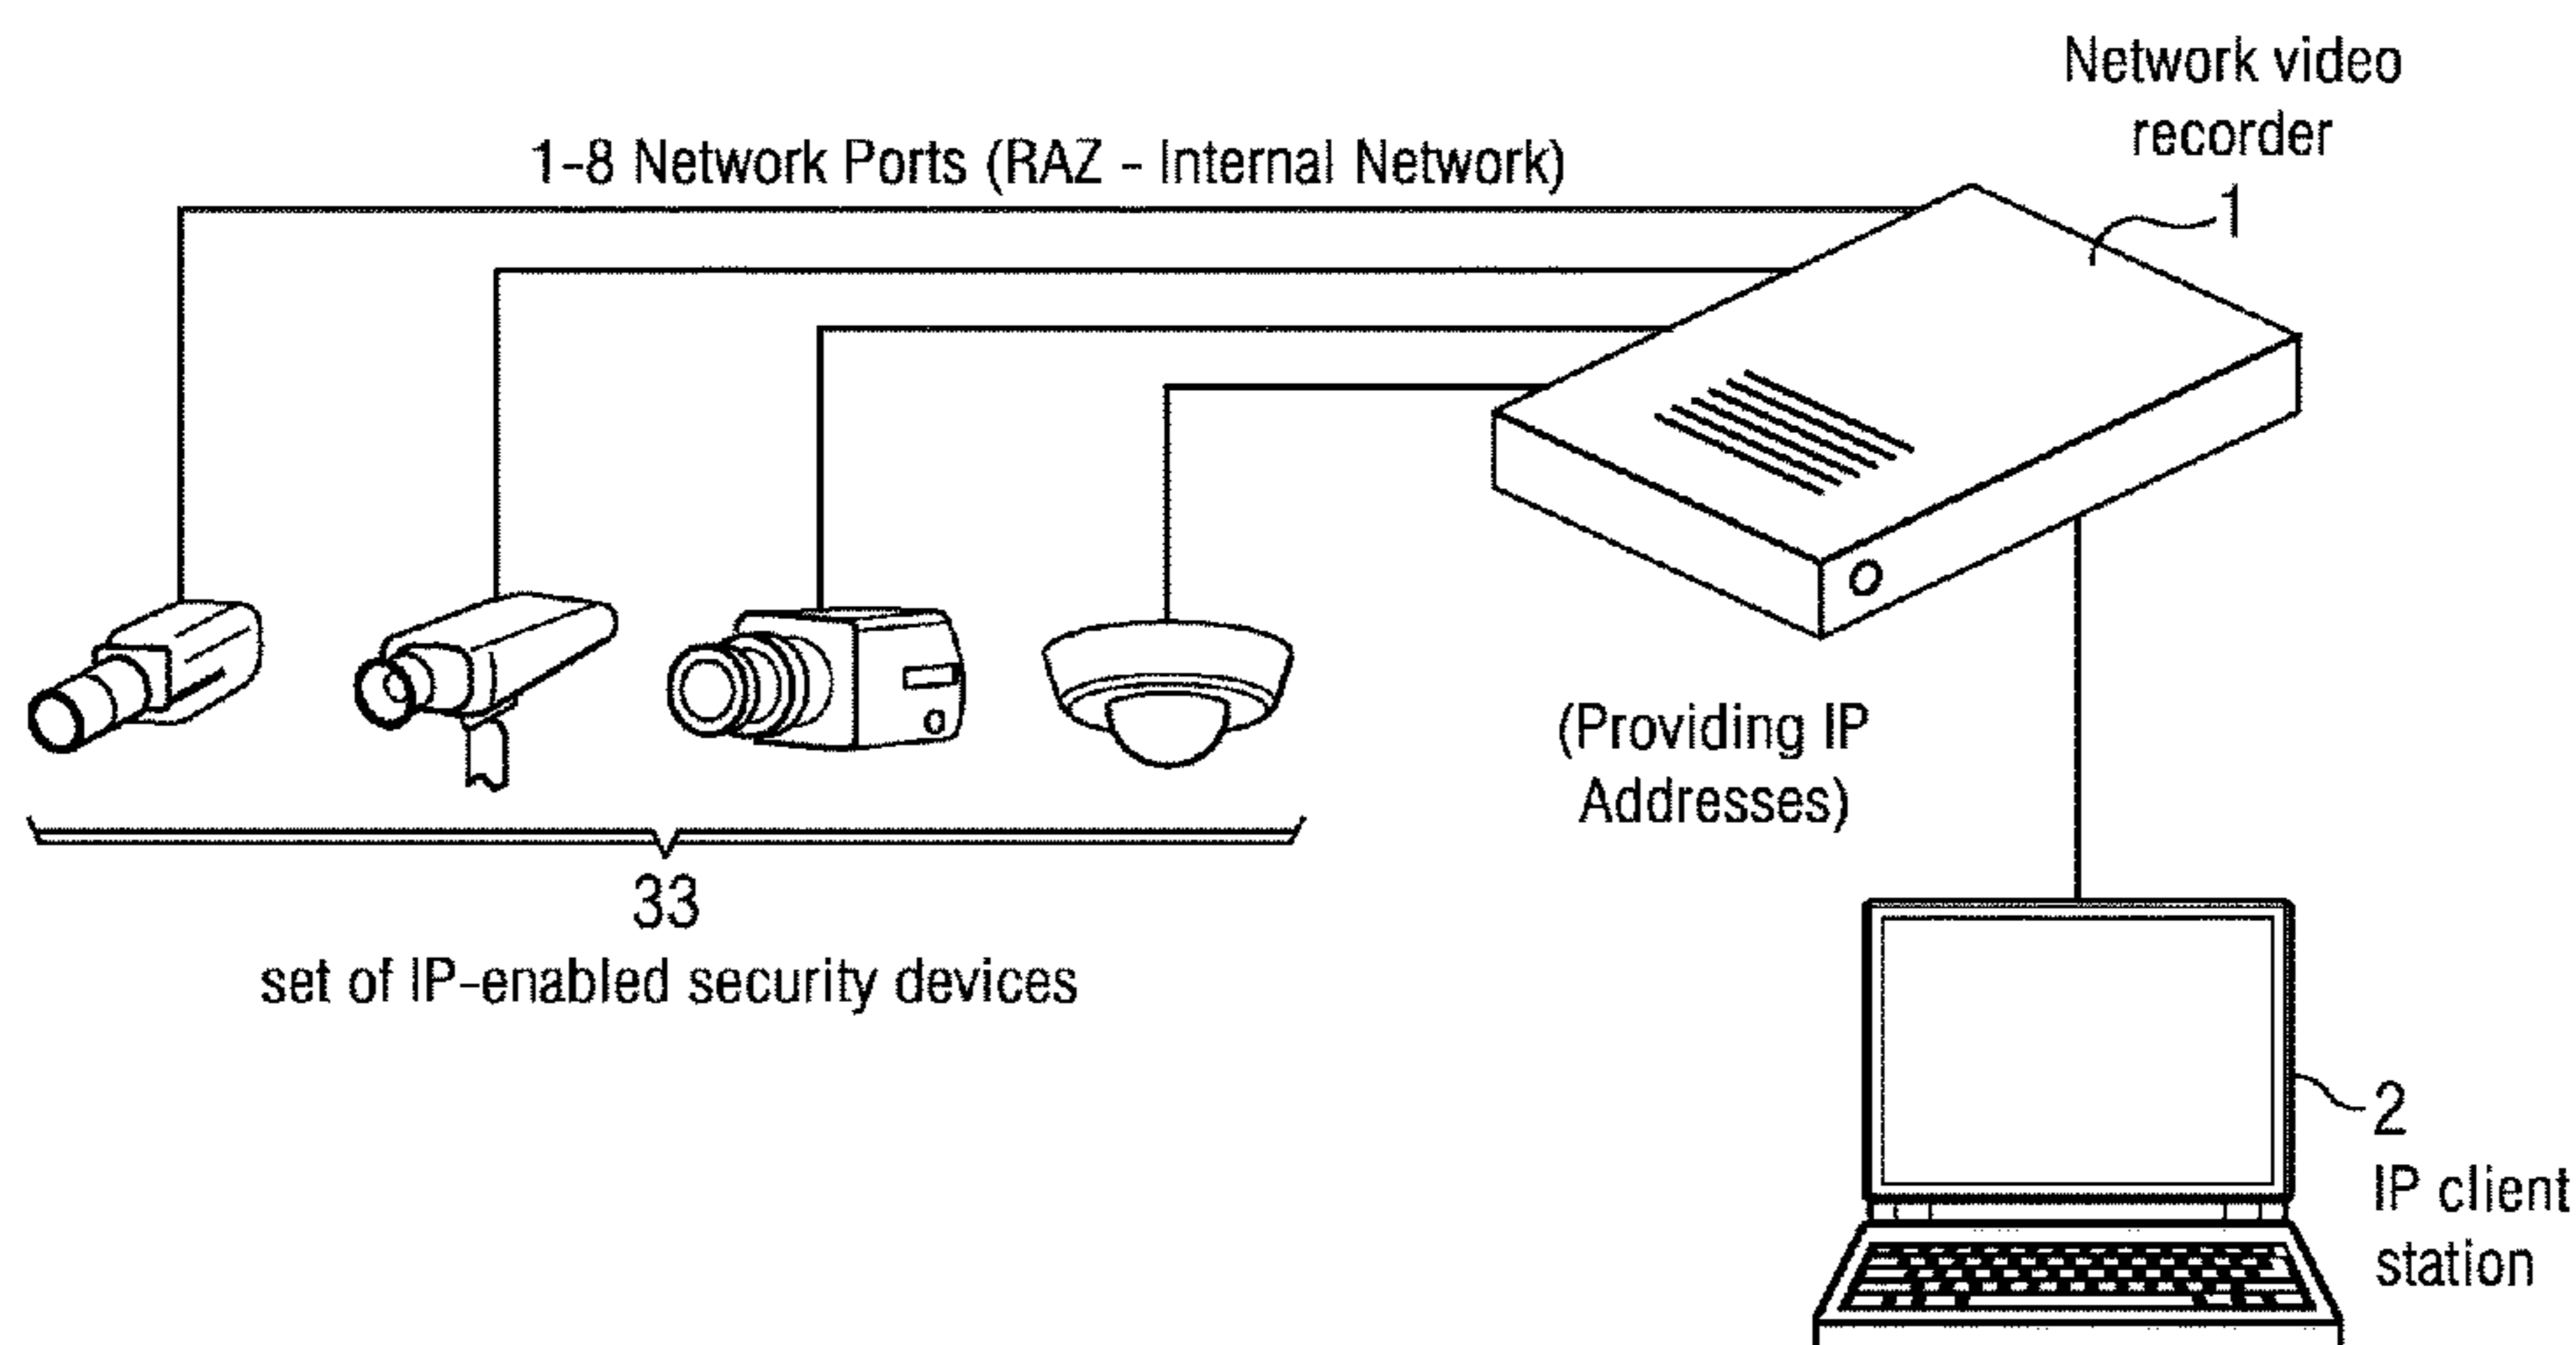 Network video
recorder
1
1-8 Network Ports (RAZ - Internal Network)
(Providing IP
Addresses)
33
set of IP-enabled security devices
2
IP client
station